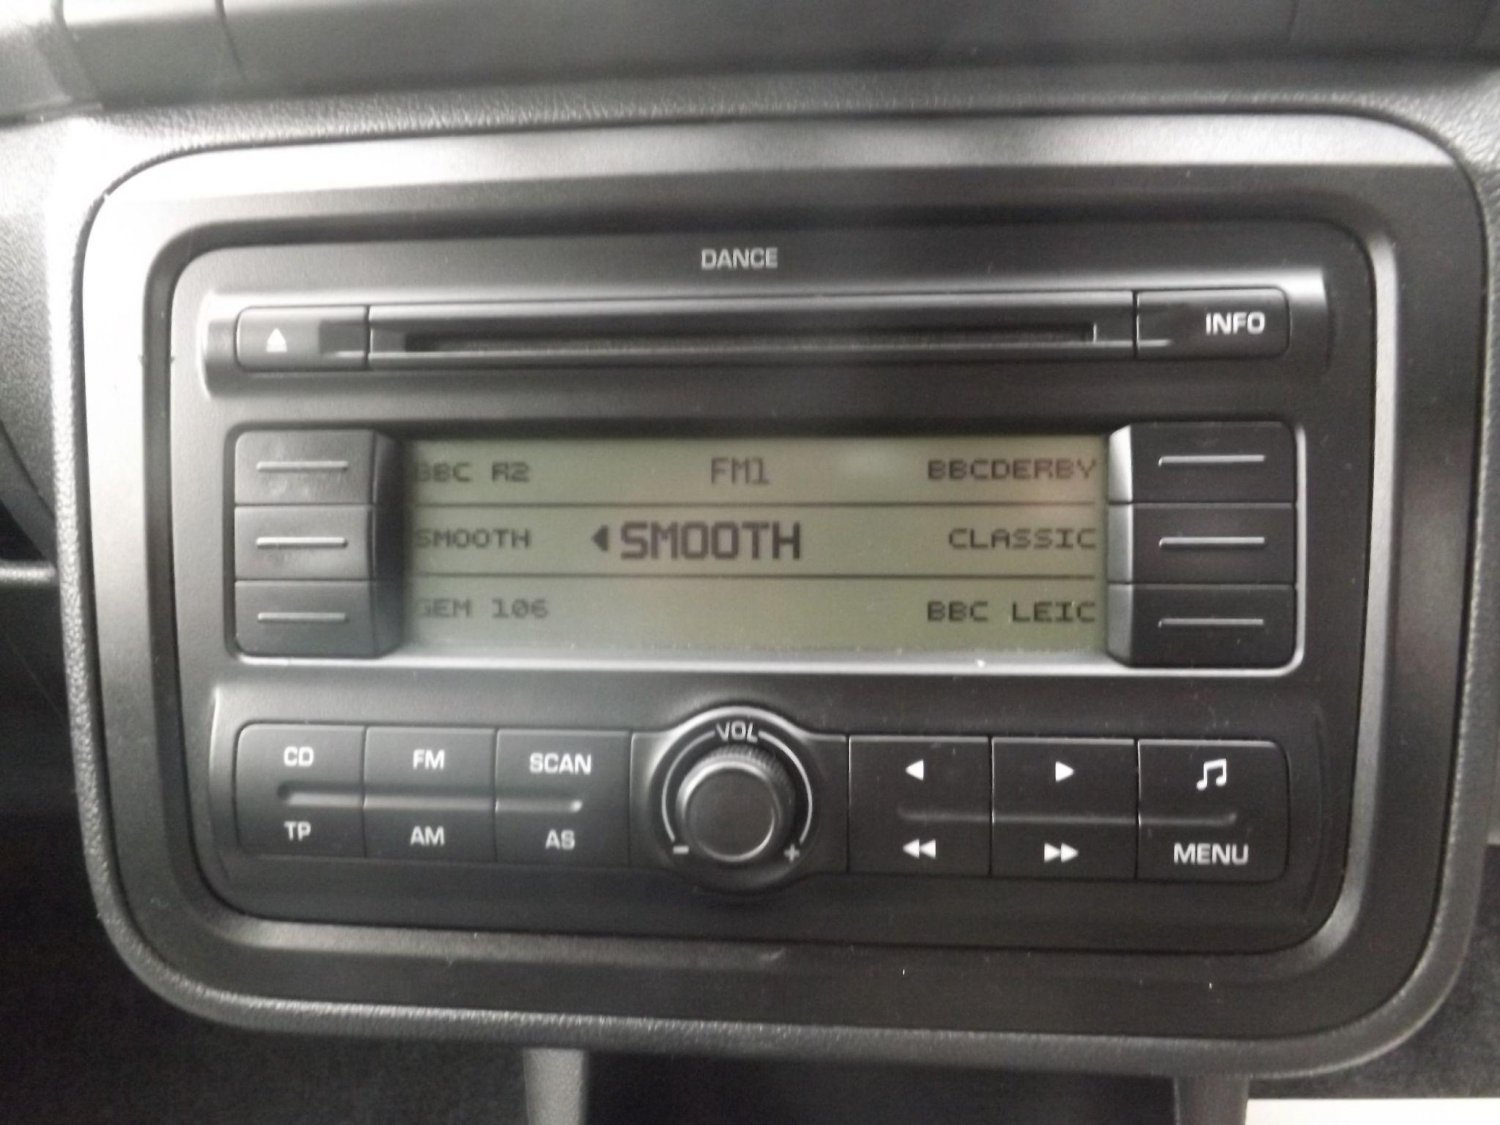 DANCE
INFO
BBC R2 FM1 BBCDERBY
SMOOTH SMOOTH CLASSIC
GEM 106 BBC LEIC
VOL
CD FM SCAN
TP AM AS - + MENU